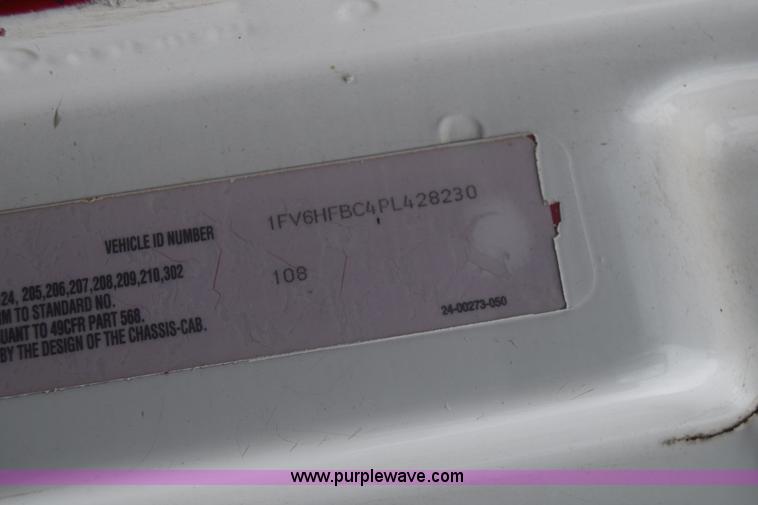 VEHICLE ID NUMBER 1FV6HFBC4PL428230
24, 205,206,207,208,209,210,302 108
TO STANDARD NO.
TO 49CFR PART 568. 24-00273-050
BY THE DESIGN OF THE CHASSIS-CAB.
www.purplewave.com